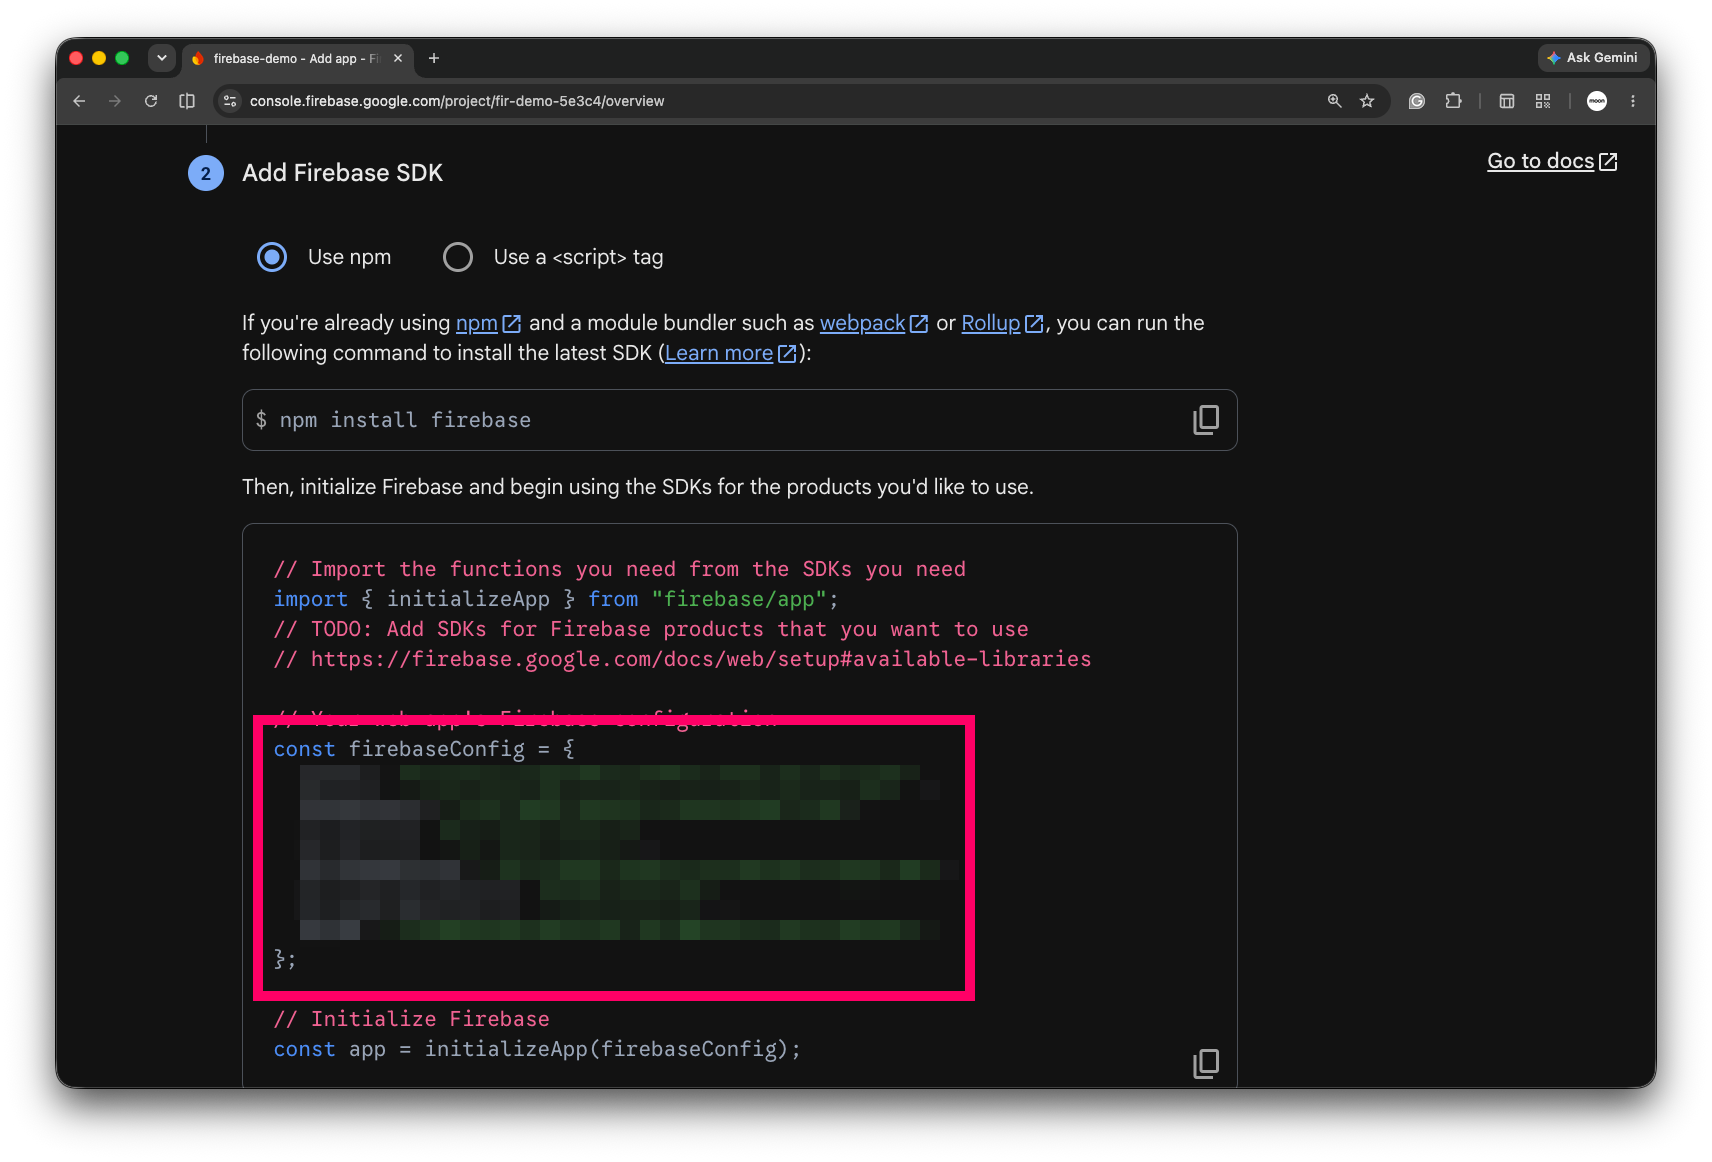 firebase-demo - Add app - Fi
Ask Gemini
console.firebase.google.com/project/fir-demo-5e3c4/overview
moon
2
Add Firebase SDK
Go to docs
Use npm
Use a <script> tag
If you're already using npm and a module bundler such as webpack or Rollup, you can run the
following command to install the latest SDK (Learn more):
$ npm install firebase
Then, initialize Firebase and begin using the SDKs for the products you'd like to use.
// Import the functions you need from the SDKs you need
import { initializeApp } from "firebase/app";
// TODO: Add SDKs for Firebase products that you want to use
// https://firebase.google.com/docs/web/setup#available-libraries
// Your web app's Firebase configuration
const firebaseConfig = {
};
// Initialize Firebase
const app = initializeApp(firebaseConfig);